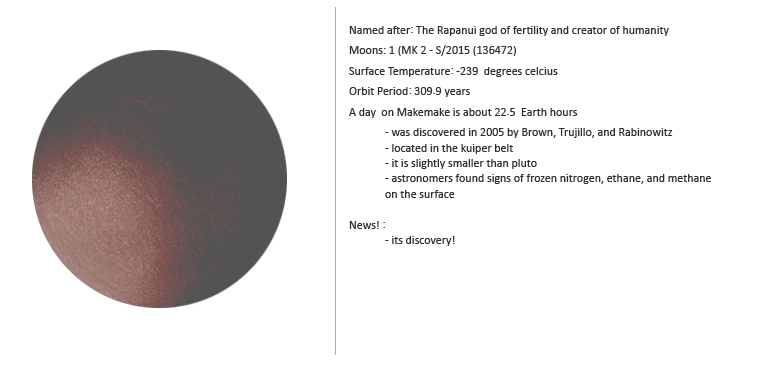 Named after: The Rapanui god of fertility and creator of humanity
Moons: 1 (MK 2 - S/2015 (136472)
Surface Temperature: -239 degrees celcius
Orbit Period: 309.9 years
A day on Makemake is about 22.5 Earth hours
- was discovered in 2005 by Brown, Trujillo, and Rabinowitz
- located in the kuiper belt
- it is slightly smaller than pluto
- astronomers found signs of frozen nitrogen, ethane, and methane
on the surface
News! :
- its discovery!